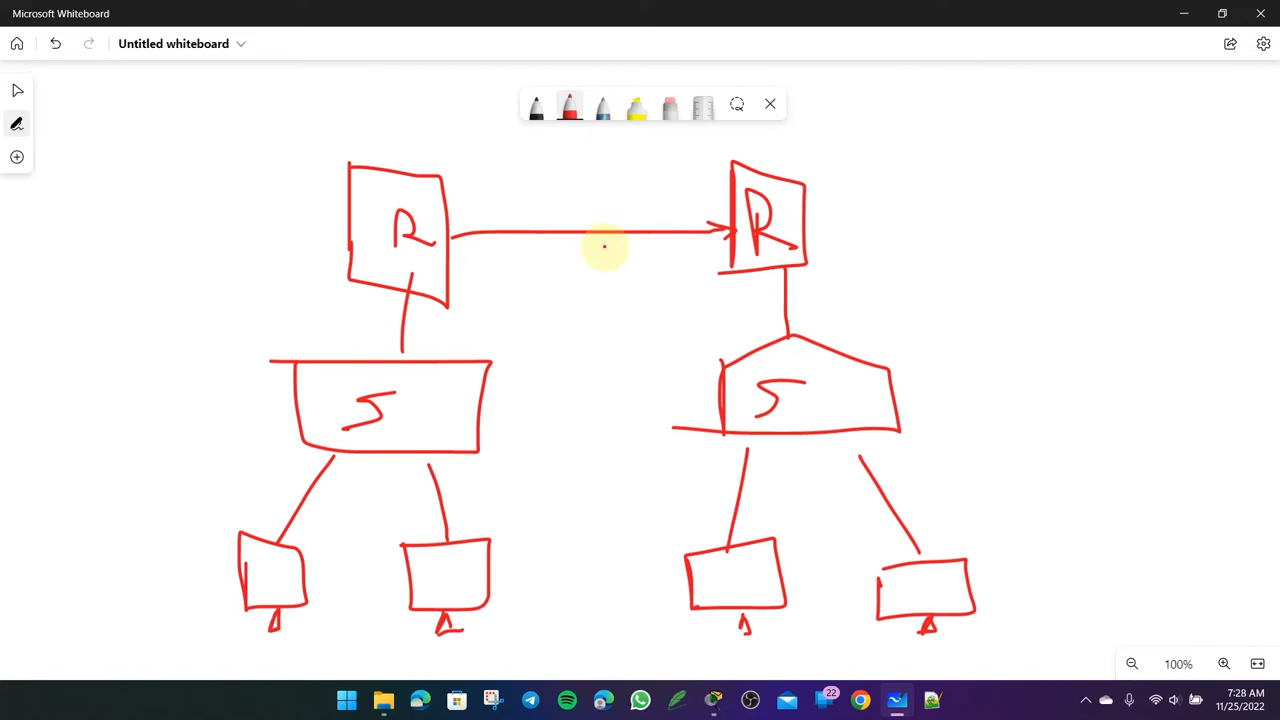 Microsoft Whiteboard
Untitled whiteboard
R
R
S
S
100%
22
7:28 AM
11/25/2022